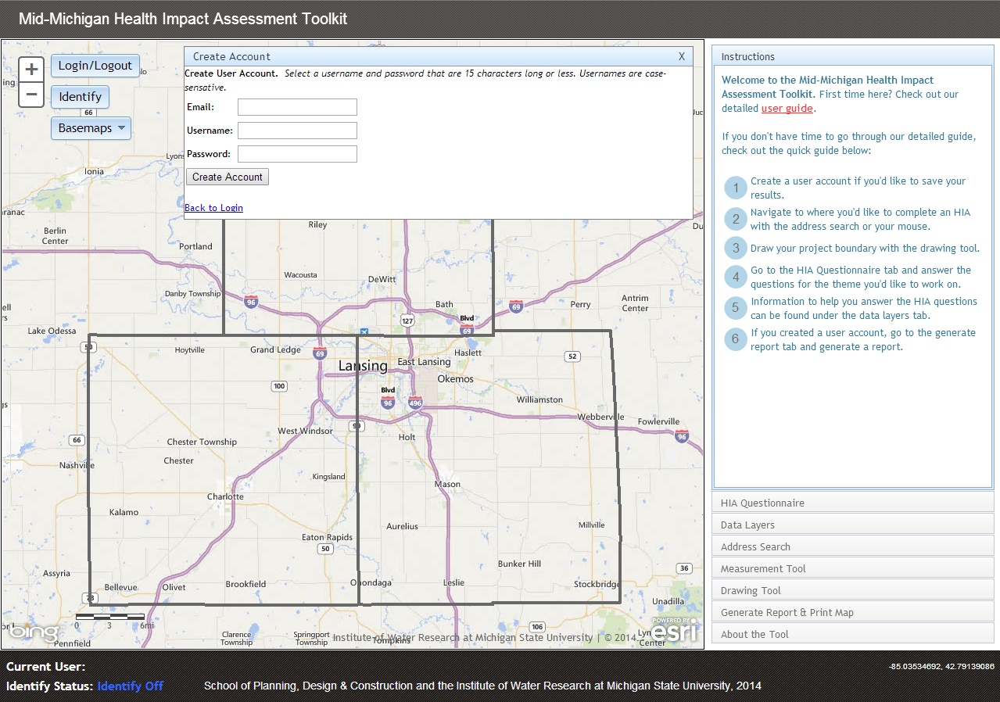 Mid-Michigan Health Impact Assessment Toolkit
+
−
Login/Logout
Identify
Basemaps
Create Account
X
Create User Account. Select a username and password that are 15 characters long or less. Usernames are case-
sensative.
Email:
Username:
Password:
Create Account
Back to Login
66
Lyons
Ionia
Berlin
Center
Portland
Riley
Wacousta
DeWitt
Danby Township
96
Bath
69
Perry
Antrim
Center
127
Blvd
69
Lake Odessa
50
Hoytville
Grand Ledge
69
Lansing
East Lansing
Haslett
52
Okemos
100
Blvd
96
496
Williamston
Webberville
Fowlerville
96
West Windsor
99
Holt
66
Chester Township
Chester
Nashville
Kingsland
Mason
Charlotte
Kalamo
Aurelius
Millville
Eaton Rapids
50
Bunker Hill
36
Assyria
Bellevue
Olivet
Brookfield
Onondaga
Leslie
Stockbridge
78
Unadilla
0 3 6mi
bing
Pennfield
Clarence
Township
Springport
Township
Tompkins
106
Institute of Water Research at Michigan State University | © 2014
POWERED BY
esri
Instructions
Welcome to the Mid-Michigan Health Impact
Assessment Toolkit. First time here? Check out our
detailed user guide.
If you don't have time to go through our detailed guide,
check out the quick guide below:
1 Create a user account if you'd like to save your
results.
2 Navigate to where you'd like to complete an HIA
with the address search or your mouse.
3 Draw your project boundary with the drawing tool.
4 Go to the HIA Questionnaire tab and answer the
questions for the theme you'd like to work on.
5 Information to help you answer the HIA questions
can be found under the data layers tab.
6 If you created a user account, go to the generate
report tab and generate a report.
HIA Questionnaire
Data Layers
Address Search
Measurement Tool
Drawing Tool
Generate Report & Print Map
About the Tool
Current User:
-85.03534692, 42.79139086
Identify Status: Identify Off
School of Planning, Design & Construction and the Institute of Water Research at Michigan State University, 2014